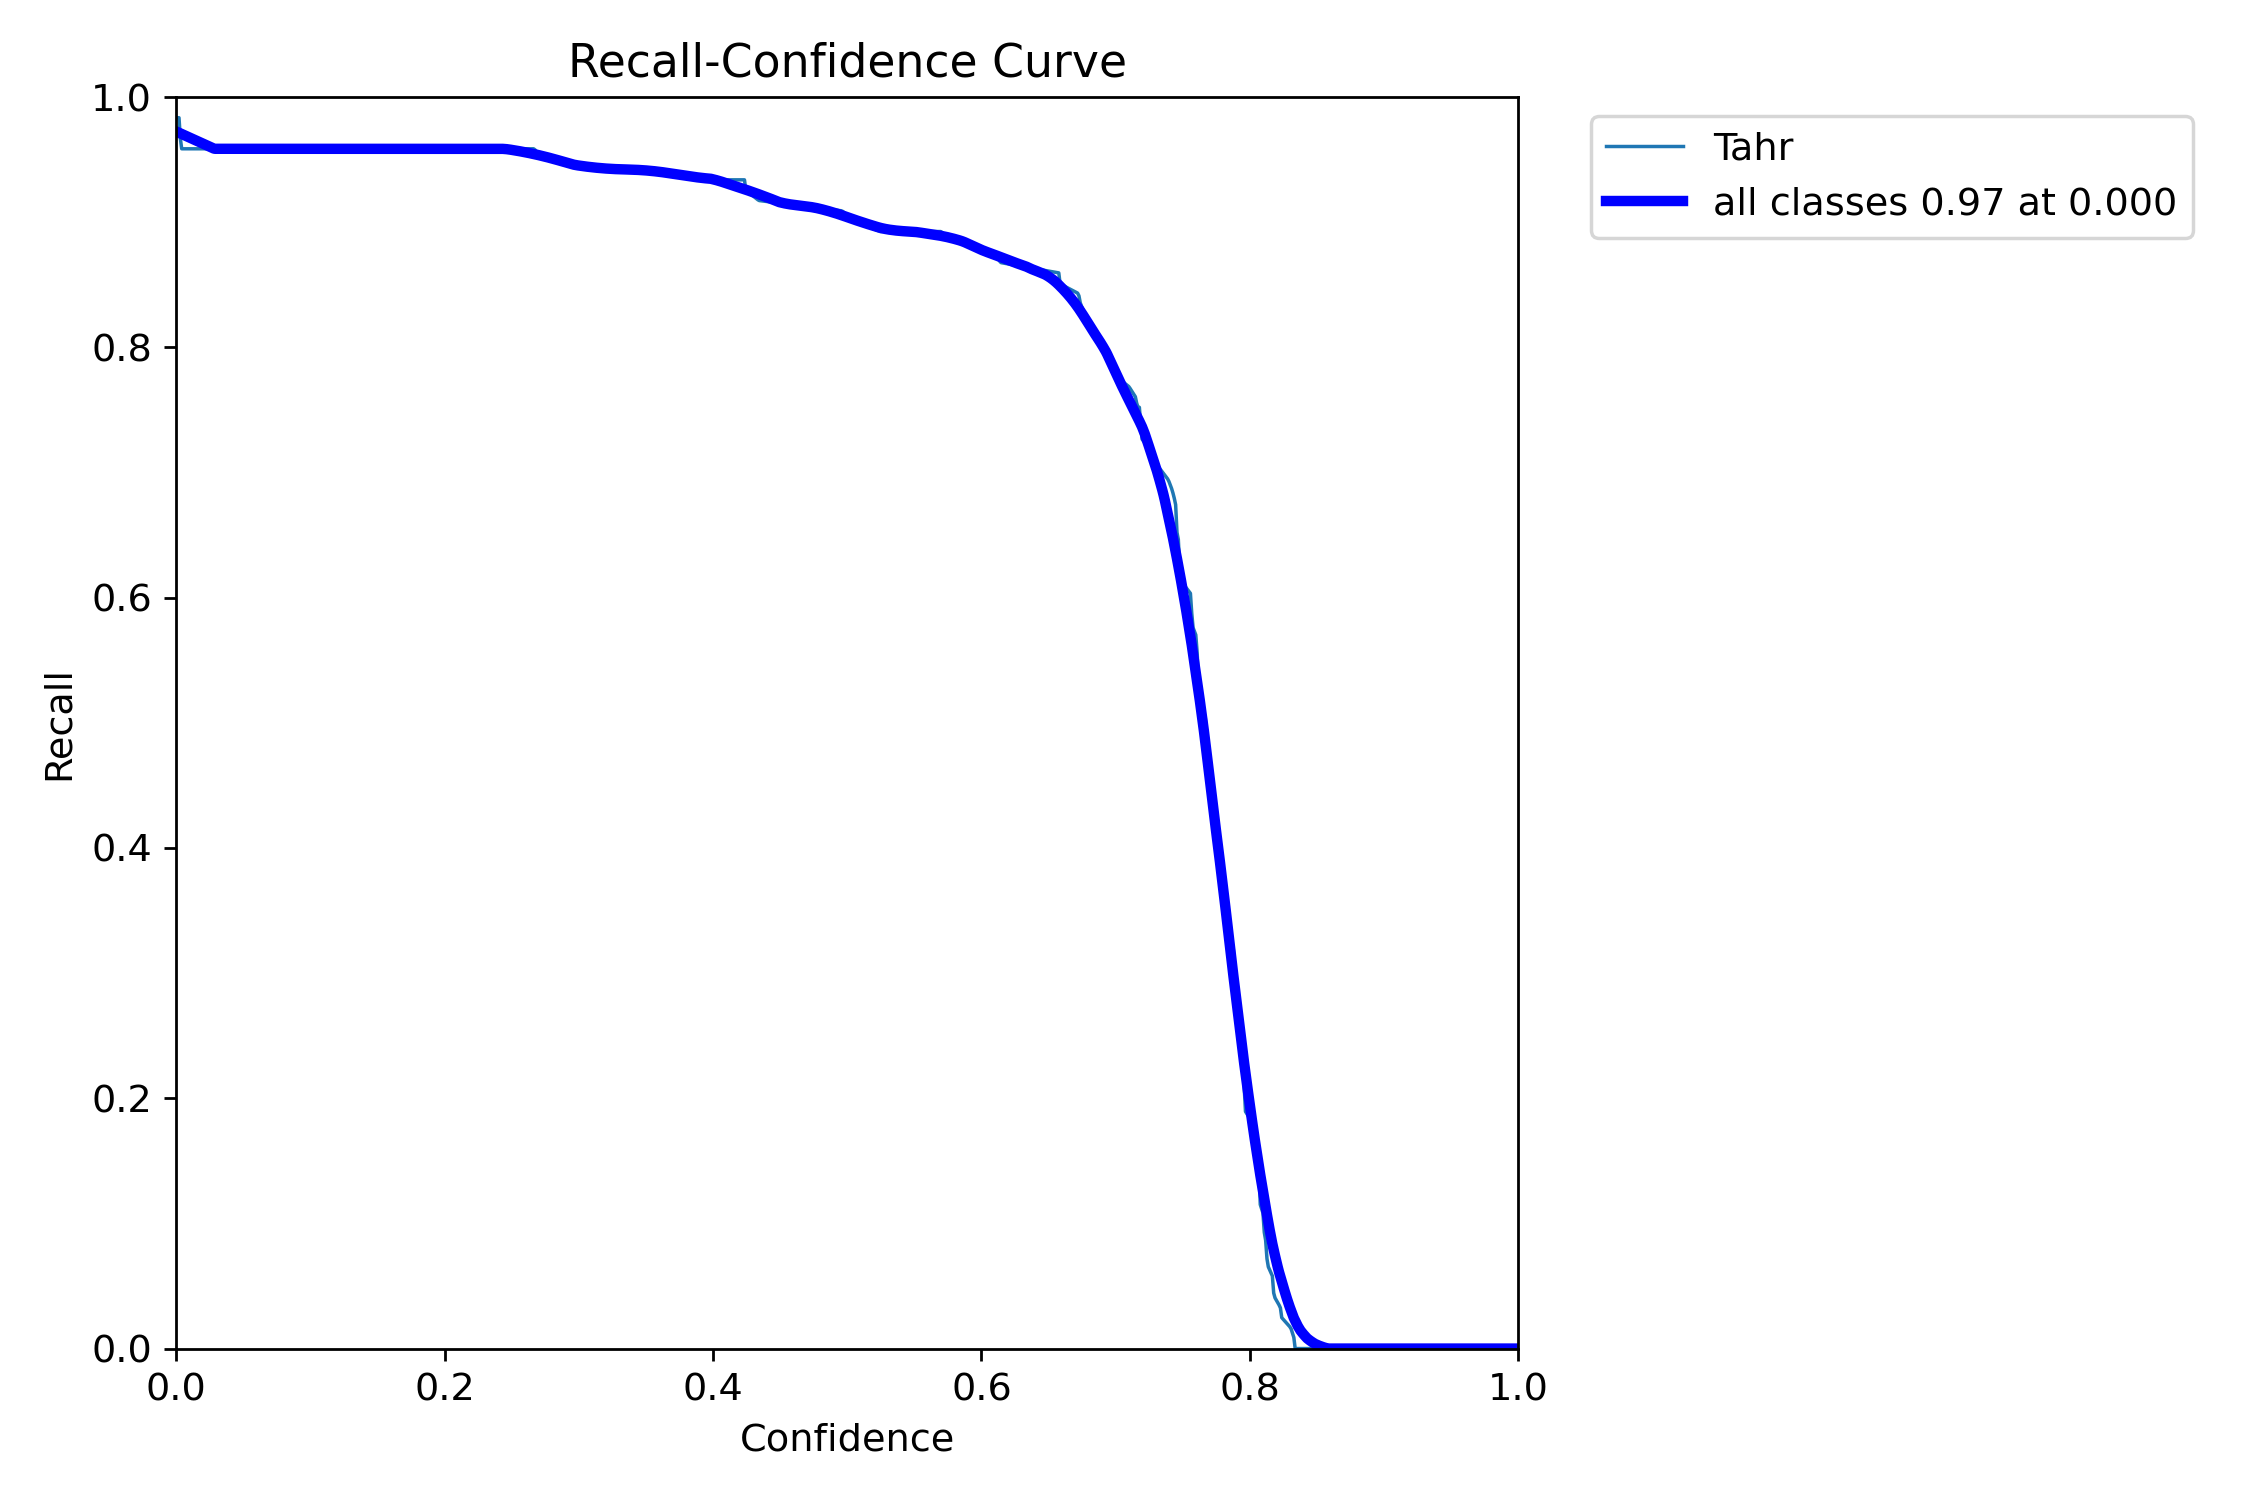 Recall-Confidence Curve
Tahr
all classes 0.97 at 0.000
1.0
0.8
0.6
0.4
0.2
0.0
Recall
0.0 0.2 0.4 0.6 0.8 1.0
Confidence